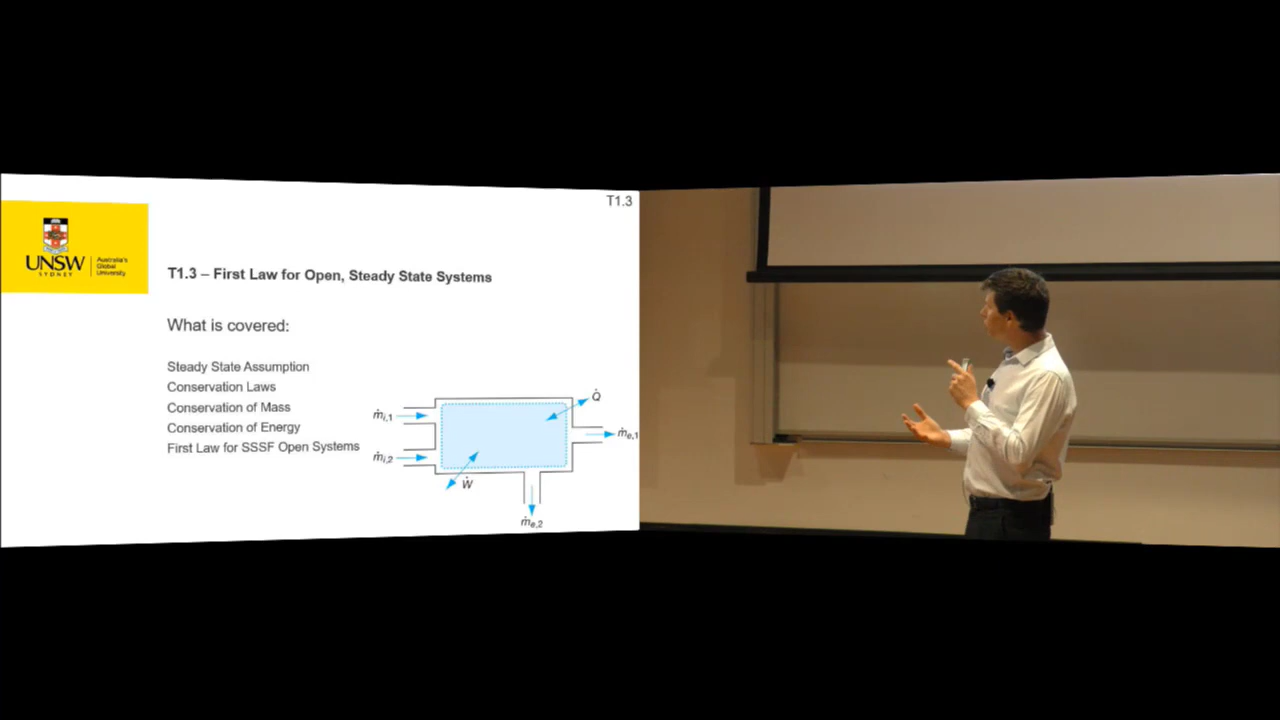 T1.3
UNSW
SYDNEY
Australia's
Global
University
T1.3 – First Law for Open, Steady State Systems
What is covered:
Steady State Assumption
Conservation Laws
Conservation of Mass
Conservation of Energy
First Law for SSSF Open Systems
ṁi,1
ṁi,2
Q̇
ṁe,1
Ẇ
ṁe,2